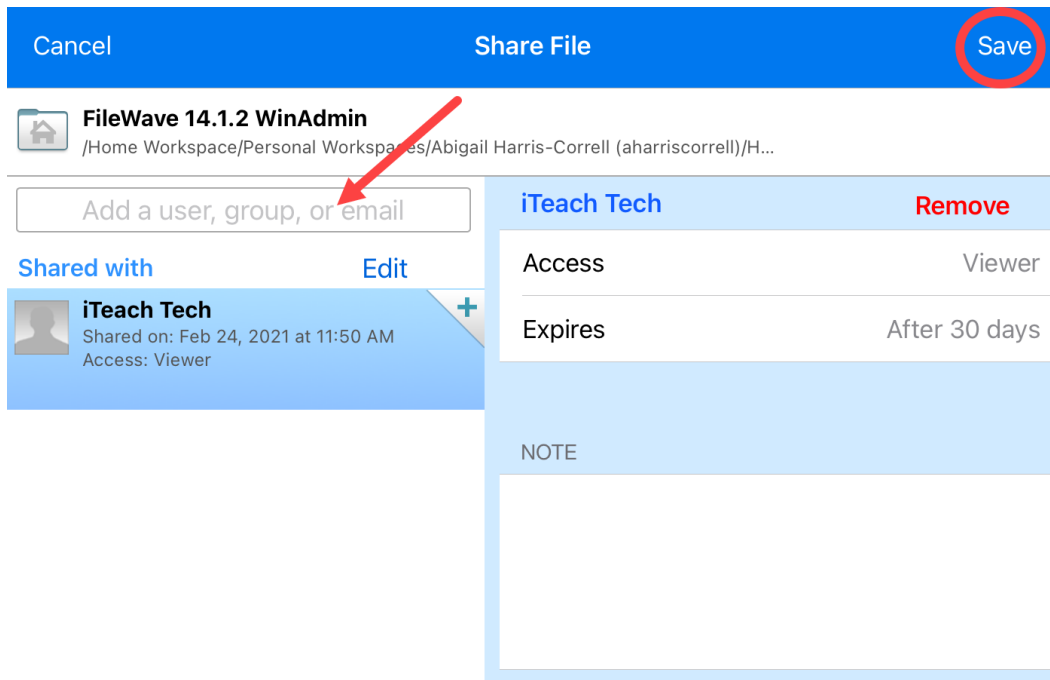 Cancel
Share File
Save
FileWave 14.1.2 WinAdmin
/Home Workspace/Personal Workspaces/Abigail Harris-Correll (aharriscorrell)/H...
Add a user, group, or email
Shared with
Edit
iTeach Tech
Shared on: Feb 24, 2021 at 11:50 AM
Access: Viewer
iTeach Tech
Remove
Access
Viewer
Expires
After 30 days
NOTE